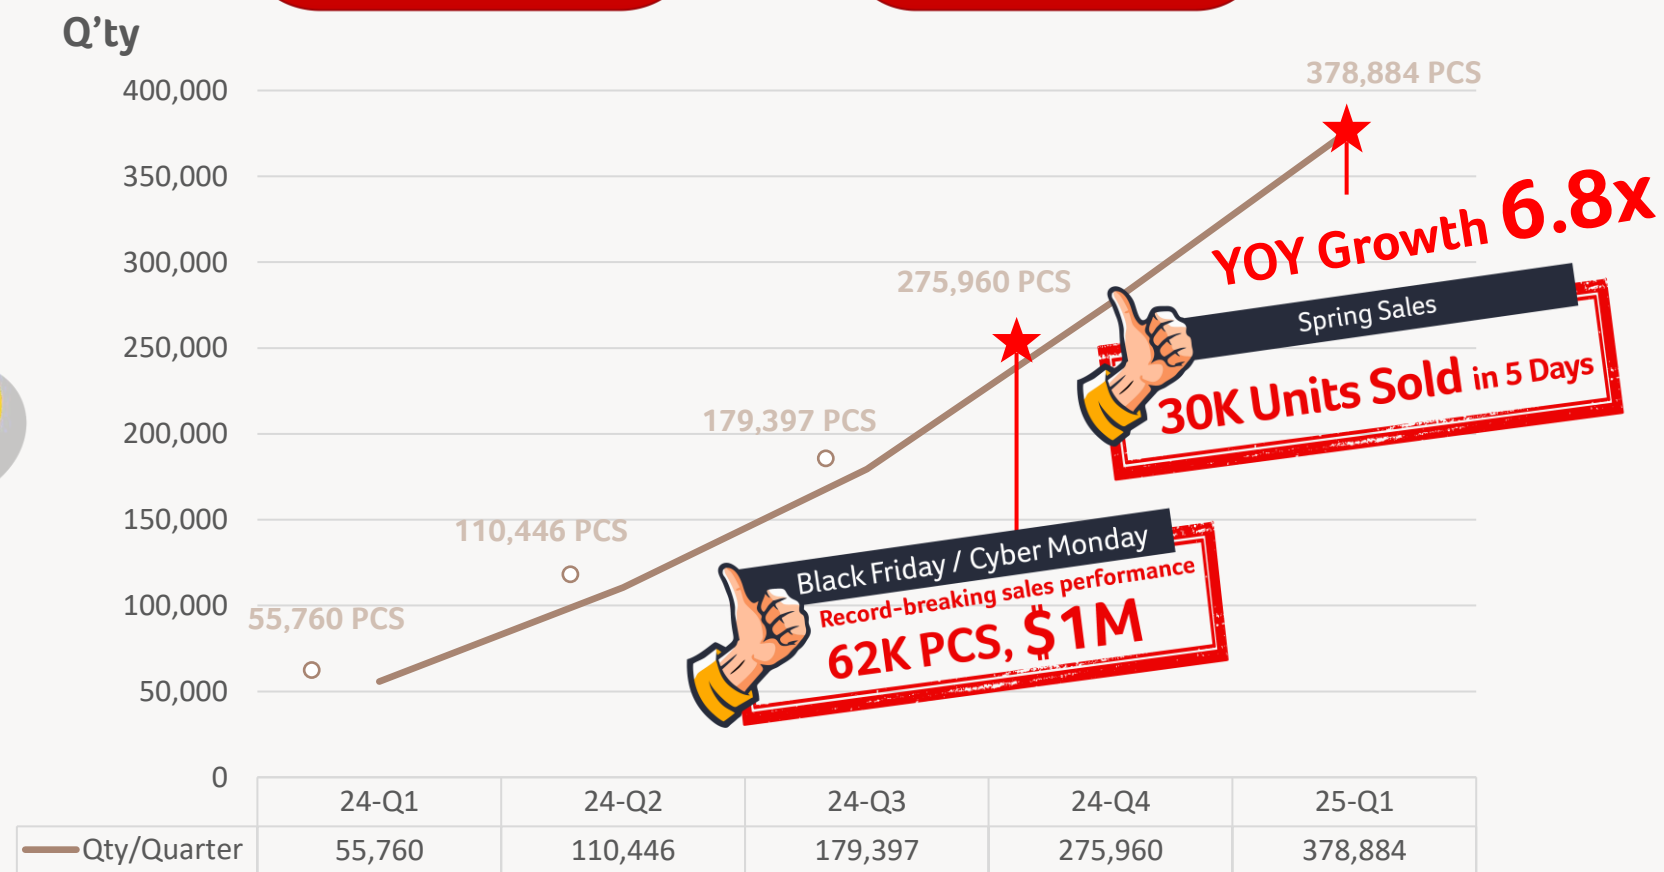 Q’ty
400,000
350,000
300,000
250,000
200,000
150,000
100,000
50,000
0
378,884 PCS
275,960 PCS
179,397 PCS
110,446 PCS
55,760 PCS
YOY Growth 6.8x
Spring Sales
30K Units Sold in 5 Days
Black Friday / Cyber Monday
Record-breaking sales performance
62K PCS, $1M
24-Q1 24-Q2 24-Q3 24-Q4 25-Q1
Qty/Quarter 55,760 110,446 179,397 275,960 378,884